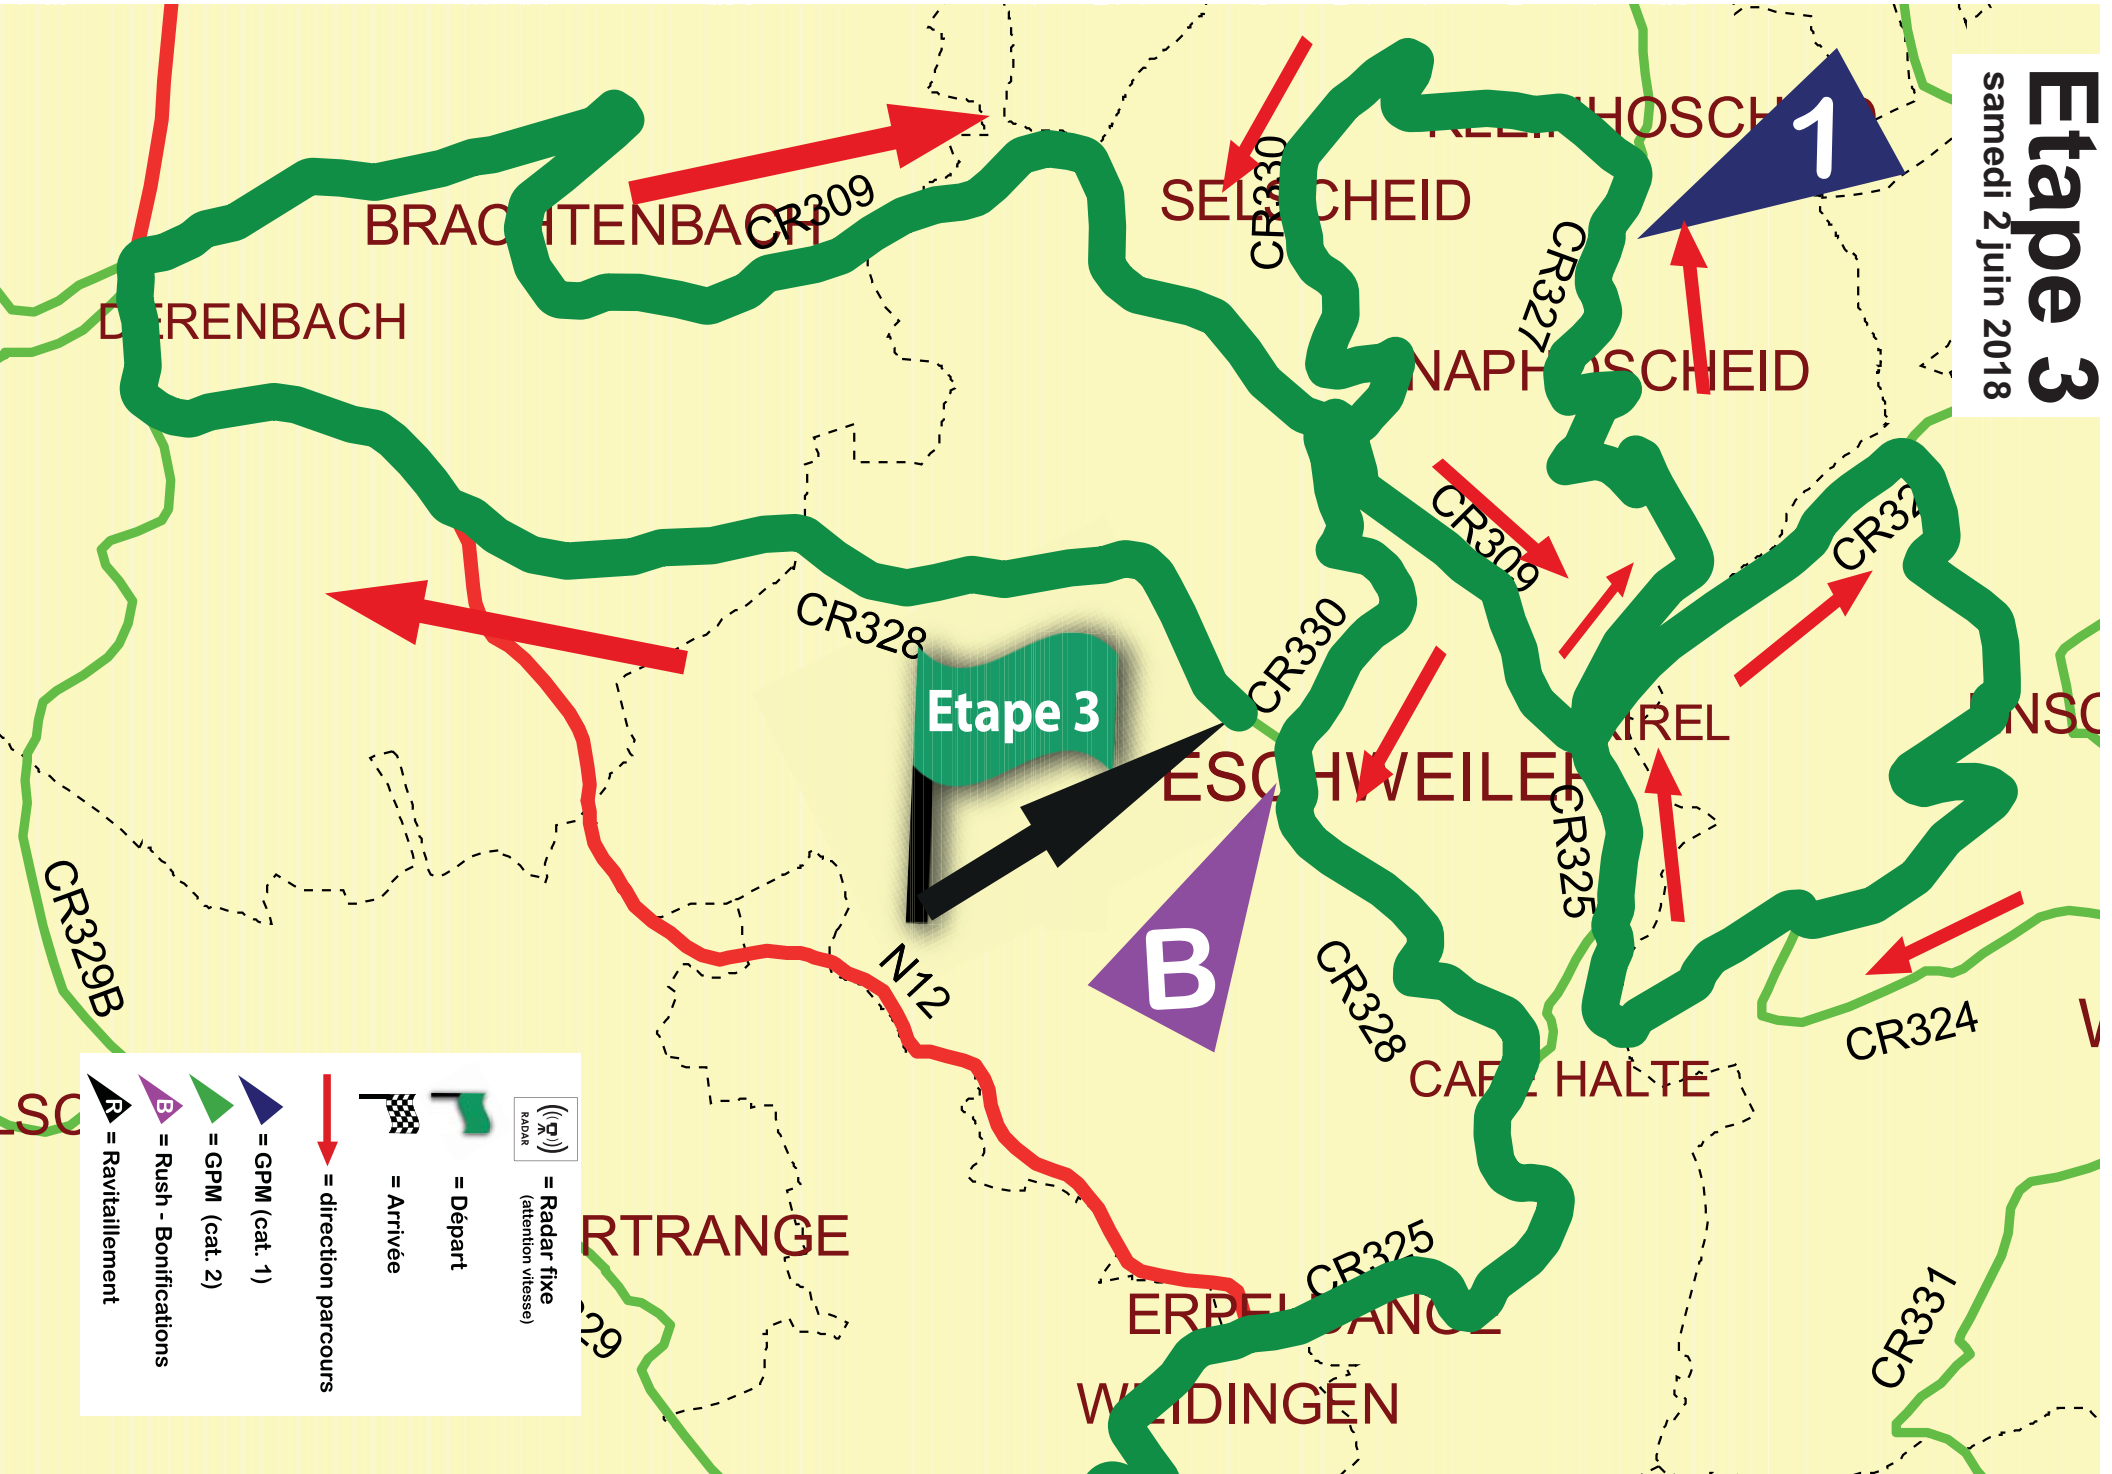 Etape 3
samedi 2 juin 2018
CR330
SELSCHEID
1
CR309
BRACHTENBACH
CR327
DERENBACH
NAPHOSCHEID
CR309
CR328
CR330
Etape 3
ESCHWEILER
CR325
CR329B
N12
B
CR328
CR324
CAFE HALTE
RTRANGE
CR325
ERPELDANGE
CR331
WEIDINGEN
RADAR
= Radar fixe
(attention vitesse)
= Départ
= Arrivée
= direction parcours
= GPM (cat. 1)
= GPM (cat. 2)
B = Rush - Bonifications
R = Ravitaillement